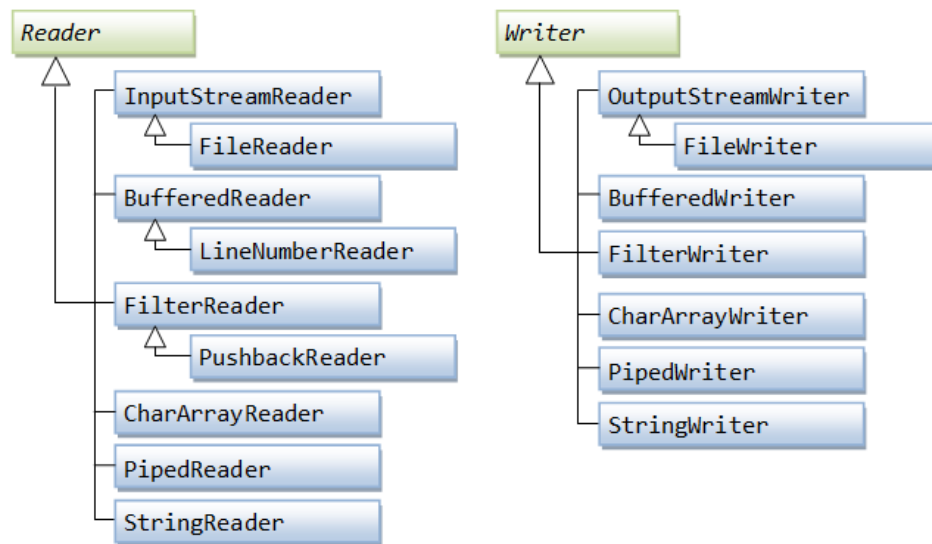 Reader
InputStreamReader
FileReader
BufferedReader
LineNumberReader
FilterReader
PushbackReader
CharArrayReader
PipedReader
StringReader
Writer
OutputStreamWriter
FileWriter
BufferedWriter
FilterWriter
CharArrayWriter
PipedWriter
StringWriter